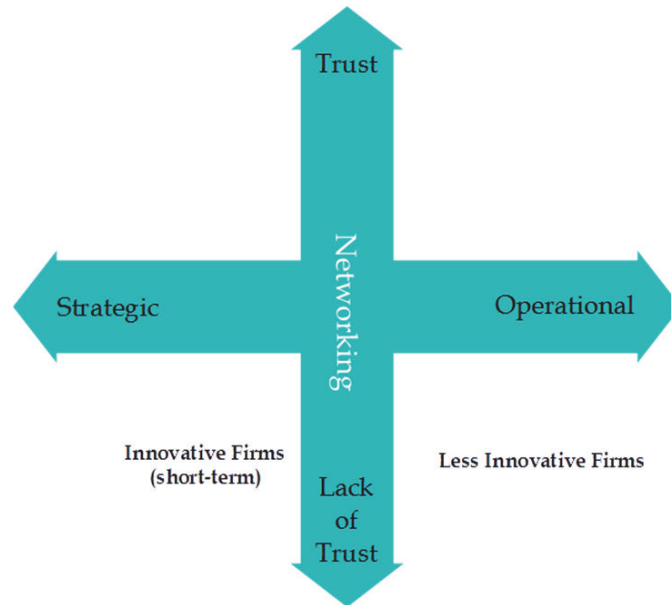 Trust
Networking
Strategic
Operational
Innovative Firms
(short-term)
Less Innovative Firms
Lack
of
Trust